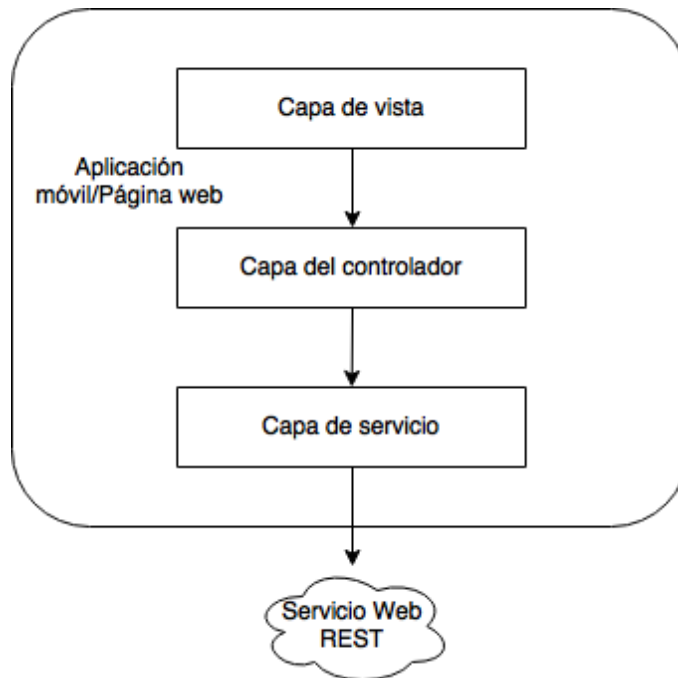 Capa de vista
Aplicación
móvil/Página web
Capa del controlador
Capa de servicio
Servicio Web
REST